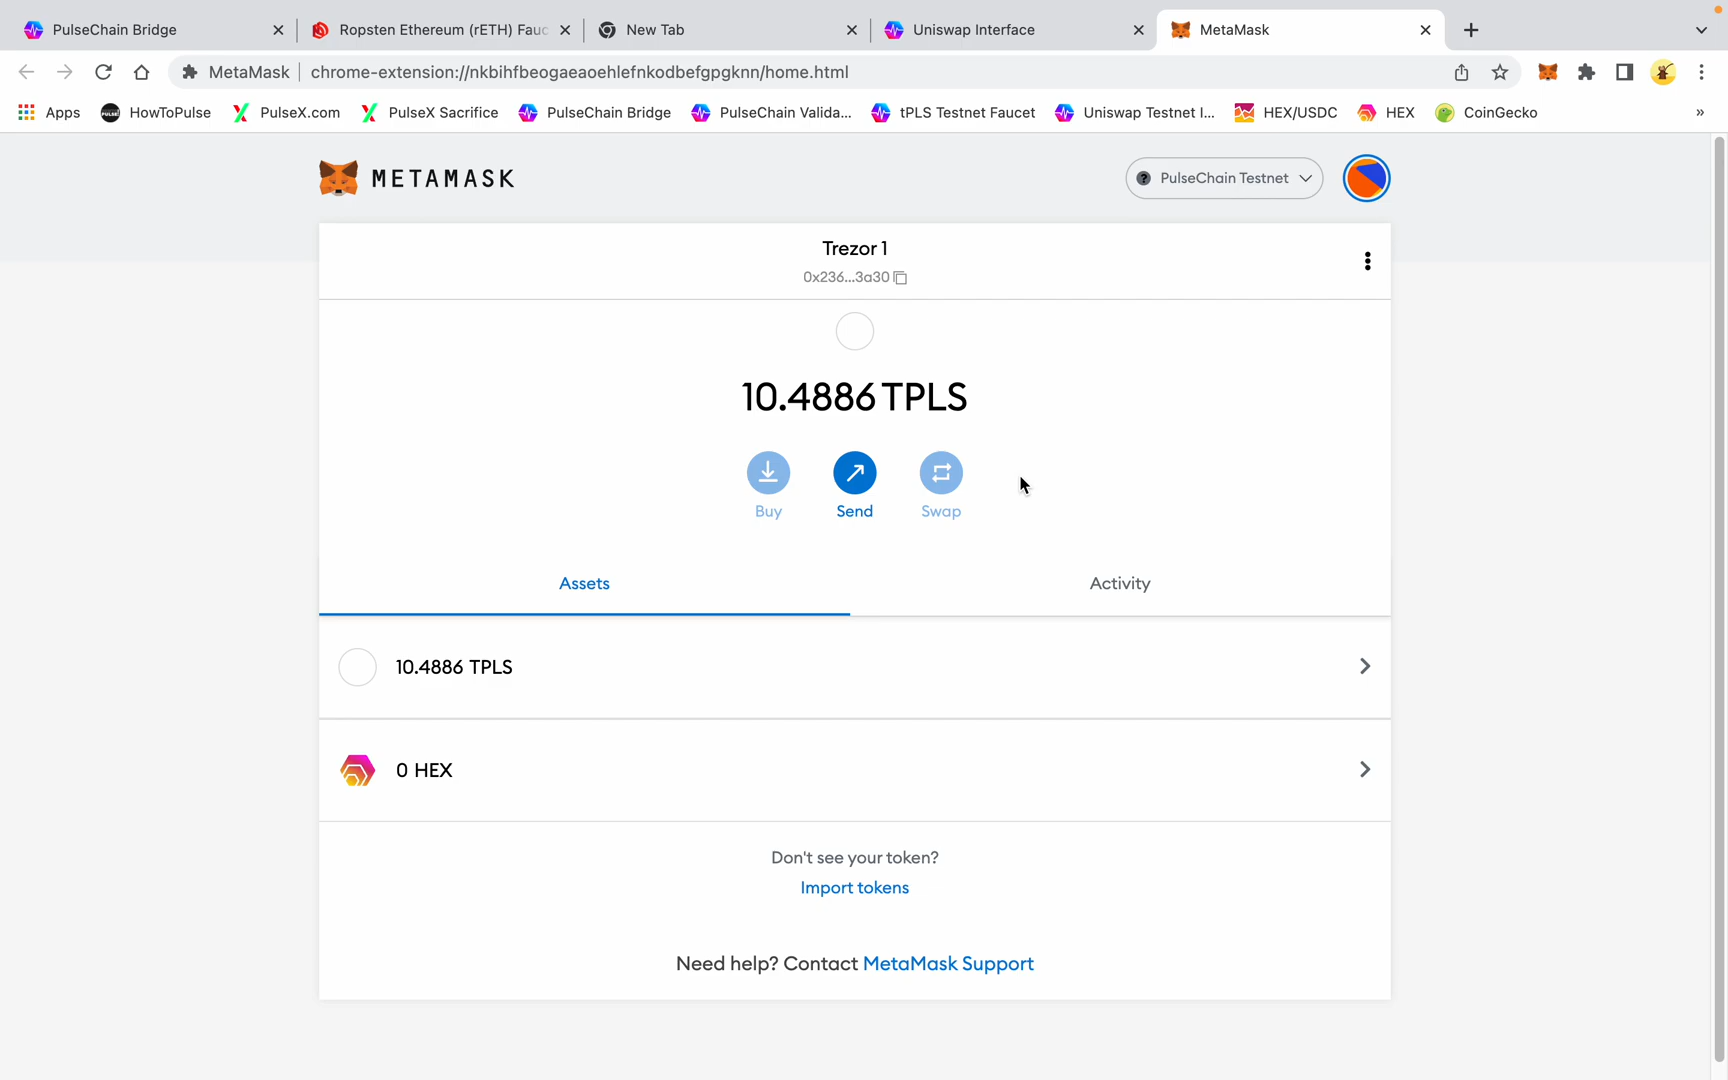 PulseChain Bridge
Ropsten Ethereum (rETH) Fauc
New Tab
Uniswap Interface
MetaMask
MetaMask
chrome-extension://nkbihfbeogaeaoehlefnkodbefgpgknn/home.html
Apps
HowToPulse
PulseX.com
PulseX Sacrifice
PulseChain Bridge
PulseChain Valida...
tPLS Testnet Faucet
Uniswap Testnet I...
HEX/USDC
HEX
CoinGecko
»
METAMASK
PulseChain Testnet
Trezor 1
0x236...3a30
10.4886 TPLS
Buy
Send
Swap
Assets
Activity
10.4886 TPLS
0 HEX
Don't see your token?
Import tokens
Need help? Contact MetaMask Support